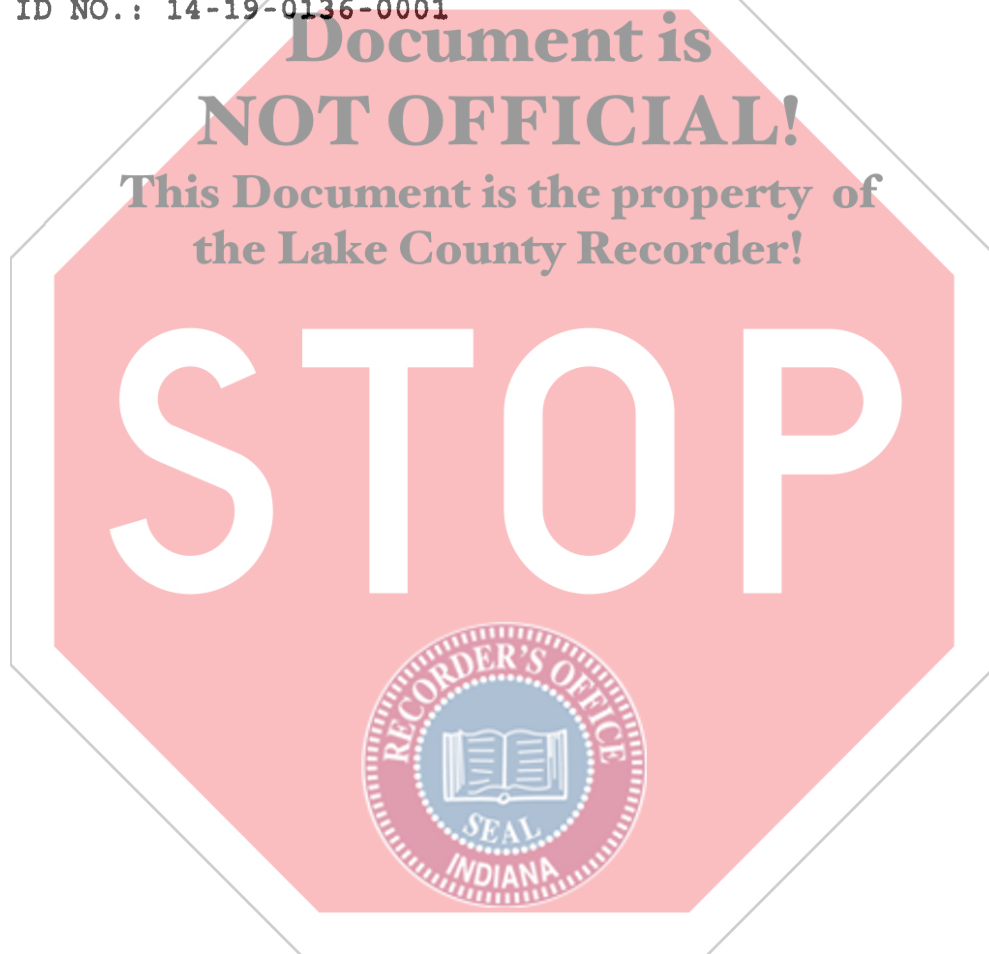 ID NO.: 14-19-0136-0001
Document is
NOT OFFICIAL!
This Document is the property of
the Lake County Recorder!
STOP
RECORDER'S OFFICE
SEAL
INDIANA